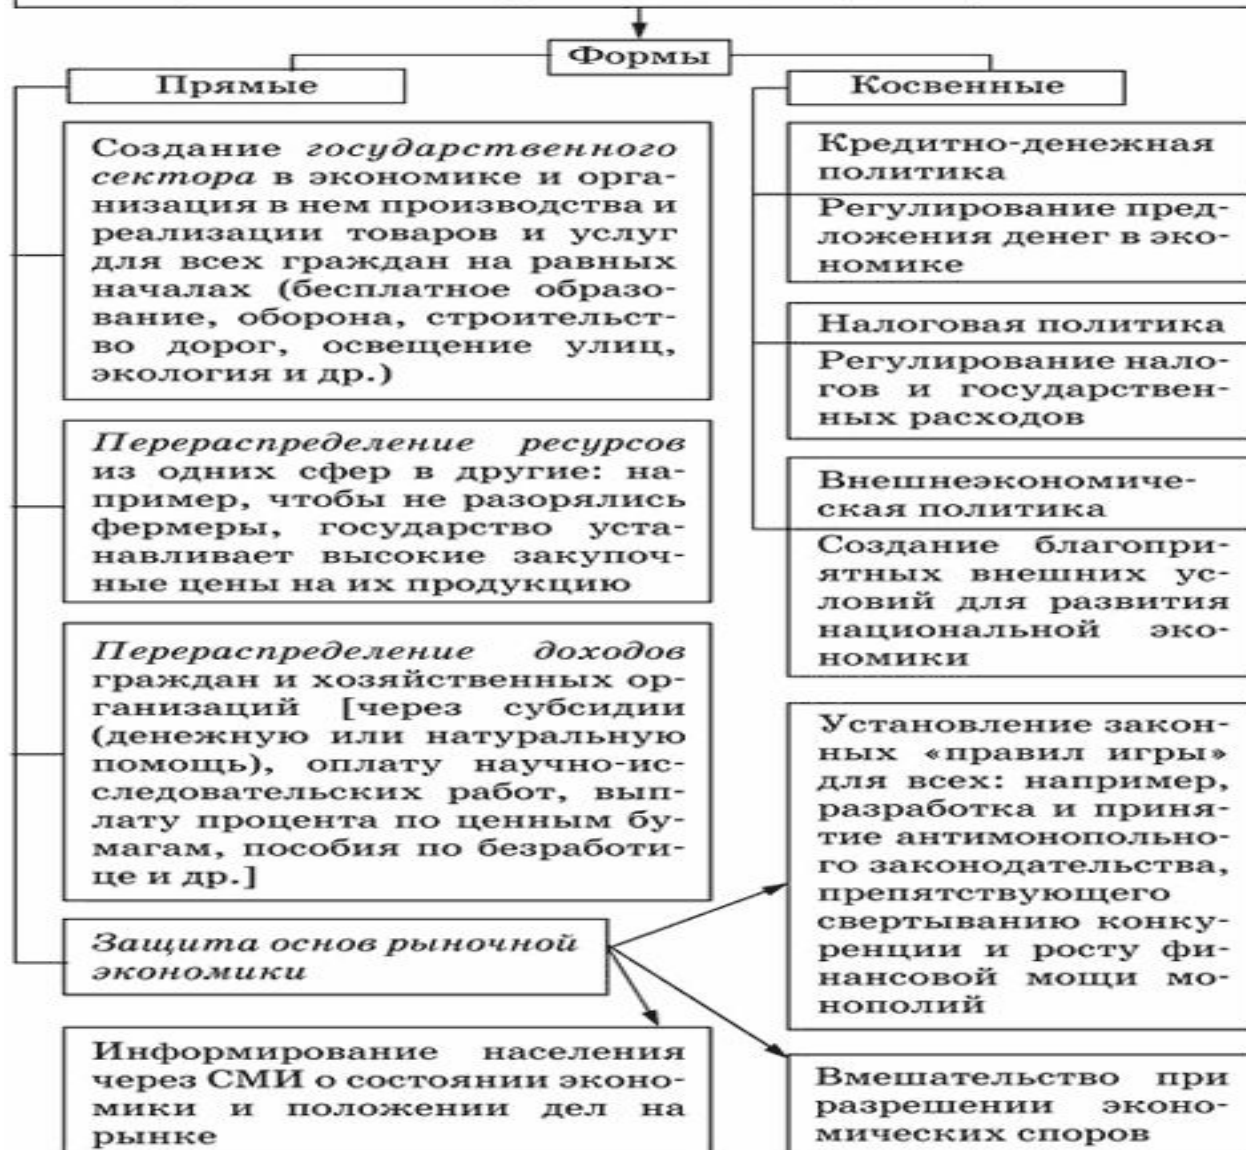 Формы
Прямые
Создание государственного
сектора в экономике и орга-
низация в нем производства и
реализации товаров и услуг
для всех граждан на равных
началах (бесплатное образо-
вание, оборона, строительст-
во дорог, освещение улиц,
экология и др.)
Перераспределение ресурсов
из одних сфер в другие: на-
пример, чтобы не разорялись
фермеры, государство уста-
навливает высокие закупоч-
ные цены на их продукцию
Перераспределение доходов
граждан и хозяйственных ор-
ганизаций [через субсидии
(денежную или натуральную
помощь), оплату научно-ис-
следовательских работ, вып-
лату процента по ценным бу-
магам, пособия по безработи-
це и др.]
Защита основ рыночной
экономики
Информирование населения
через СМИ о состоянии эконо-
мики и положении дел на
рынке
Косвенные
Кредитно-денежная
политика
Регулирование пред-
ложения денег в эко-
номике
Налоговая политика
Регулирование нало-
гов и государствен-
ных расходов
Внешнеэкономиче-
ская политика
Создание благопри-
ятных внешних ус-
ловий для развития
национальной эко-
номики
Установление закон-
ных «правил игры»
для всех: например,
разработка и приня-
тие антимонопольно-
го законодательства,
препятствующего
свертыванию конку-
ренции и росту фи-
нансовой мощи мо-
нополий
Вмешательство при
разрешении эконо-
мических споров